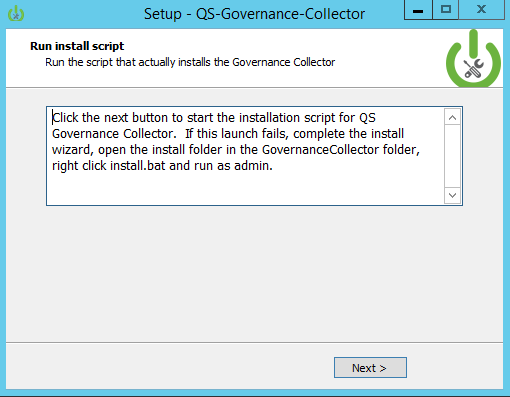 Setup - QS-Governance-Collector
Run install script
Run the script that actually installs the Governance Collector
Click the next button to start the installation script for QS
Governance Collector.  If this launch fails, complete the install
wizard, open the install folder in the GovernanceCollector folder,
right click install.bat and run as admin.
Next >